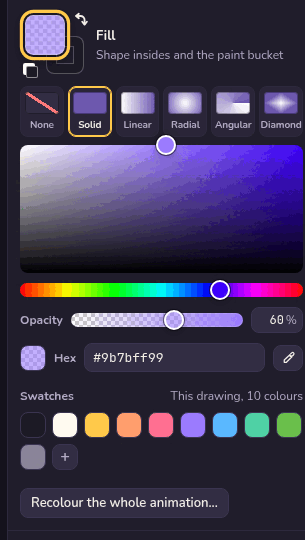 Fill
Shape insides and the paint bucket
None
Solid
Linear
Radial
Angular
Diamond
Opacity
60 %
Hex
#9b7bff99
Swatches
This drawing, 10 colours
+
Recolour the whole animation...